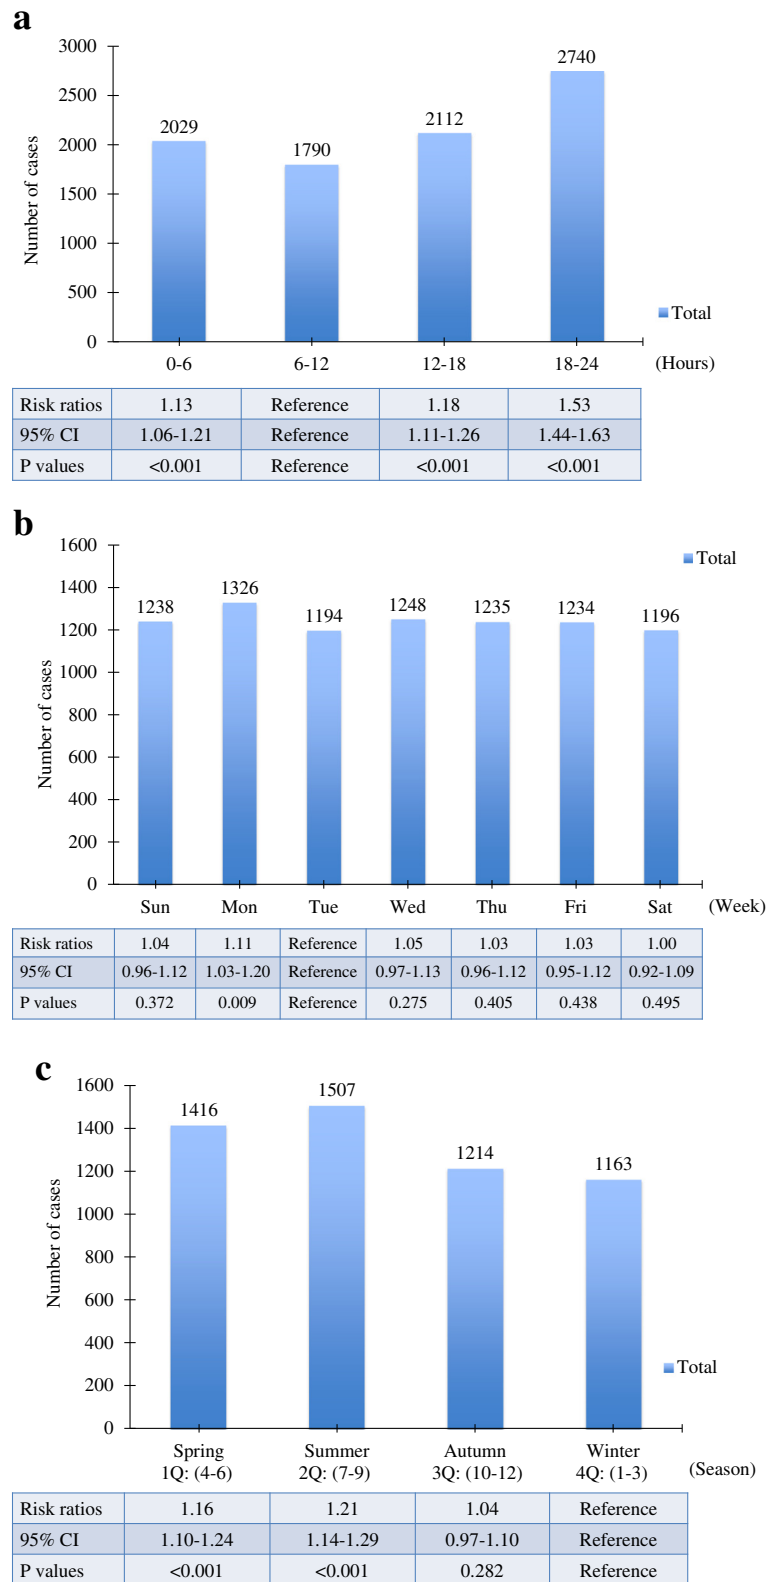 a
3000
2500
2000
1500
1000
500
0
Number of cases
2029
1790
2112
2740
Total
0-6 6-12 12-18 18-24 (Hours)
Risk ratios 1.13 Reference 1.18 1.53
95% CI 1.06-1.21 Reference 1.11-1.26 1.44-1.63
P values <0.001 Reference <0.001 <0.001
b
1600
1400
1200
1000
800
600
400
200
0
Number of cases
Total
1238 1326 1194 1248 1235 1234 1196
Sun Mon Tue Wed Thu Fri Sat (Week)
Risk ratios 1.04 1.11 Reference 1.05 1.03 1.03 1.00
95% CI 0.96-1.12 1.03-1.20 Reference 0.97-1.13 0.96-1.12 0.95-1.12 0.92-1.09
P values 0.372 0.009 Reference 0.275 0.405 0.438 0.495
c
1600
1400
1200
1000
800
600
400
200
0
Number of cases
1416 1507 1214 1163
Total
Spring Summer Autumn Winter
1Q: (4-6) 2Q: (7-9) 3Q: (10-12) 4Q: (1-3) (Season)
Risk ratios 1.16 1.21 1.04 Reference
95% CI 1.10-1.24 1.14-1.29 0.97-1.10 Reference
P values <0.001 <0.001 0.282 Reference